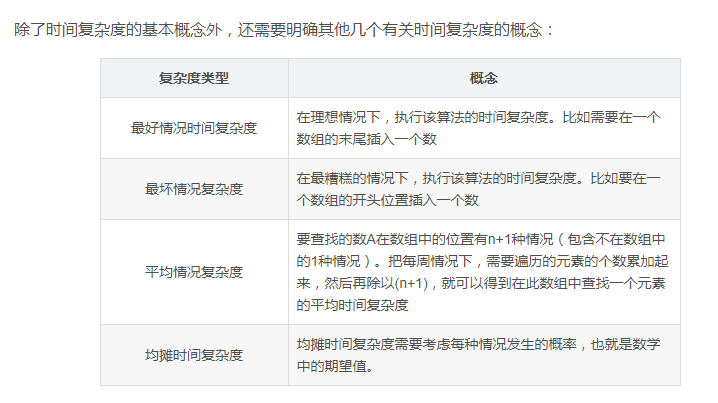 除了时间复杂度的基本概念外，还需要明确其他几个有关时间复杂度的概念：
复杂度类型
概念
最好情况时间复杂度
在理想情况下，执行该算法的时间复杂度。比如需要在一个
数组的末尾插入一个数
最坏情况复杂度
在最糟糕的情况下，执行该算法的时间复杂度。比如要在一
个数组的开头位置插入一个数
平均情况复杂度
要查找的数A在数组中的位置有n+1种情况（包含不在数组中
的1种情况）。把每周情况下，需要遍历的元素的个数累加起
来，然后再除以(n+1)，就可以得到在此数组中查找一个元素
的平均时间复杂度
均摊时间复杂度
均摊时间复杂度需要考虑每种情况发生的概率，也就是数学
中的期望值。